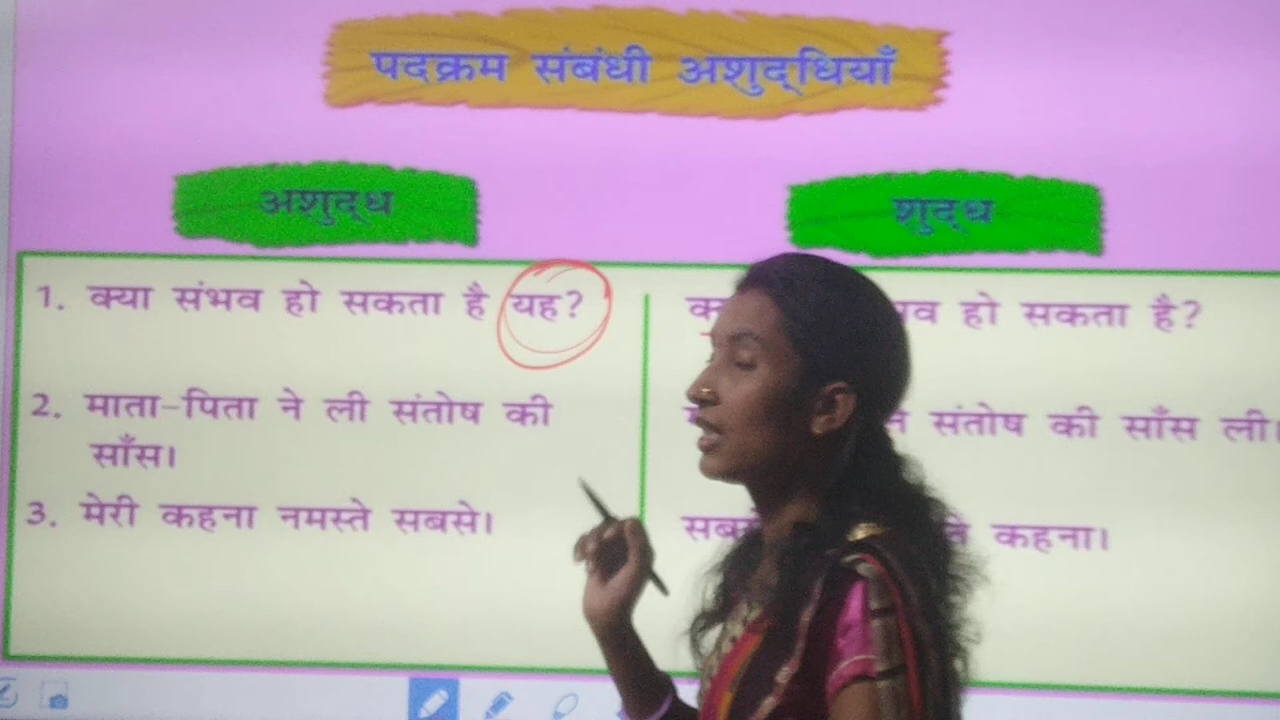 पदक्रम संबंधी अशुद्धियाँ
अशुद्ध
शुद्ध
1. क्या संभव हो सकता है यह?
हो सकता है?
2. माता-पिता ने ली संतोष की
साँस।
संतोष की साँस ली।
3. मेरी कहना नमस्ते सबसे।
कहना।